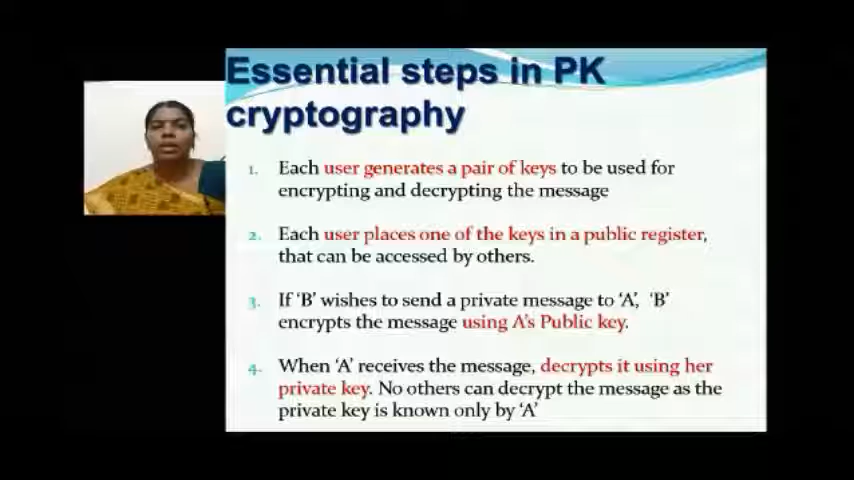 Essential steps in PK
cryptography
1. Each user generates a pair of keys to be used for
encrypting and decrypting the message
2. Each user places one of the keys in a public register,
that can be accessed by others.
3. If ‘B’ wishes to send a private message to ‘A’, ‘B’
encrypts the message using A’s Public key.
4. When ‘A’ receives the message, decrypts it using her
private key. No others can decrypt the message as the
private key is known only by ‘A’